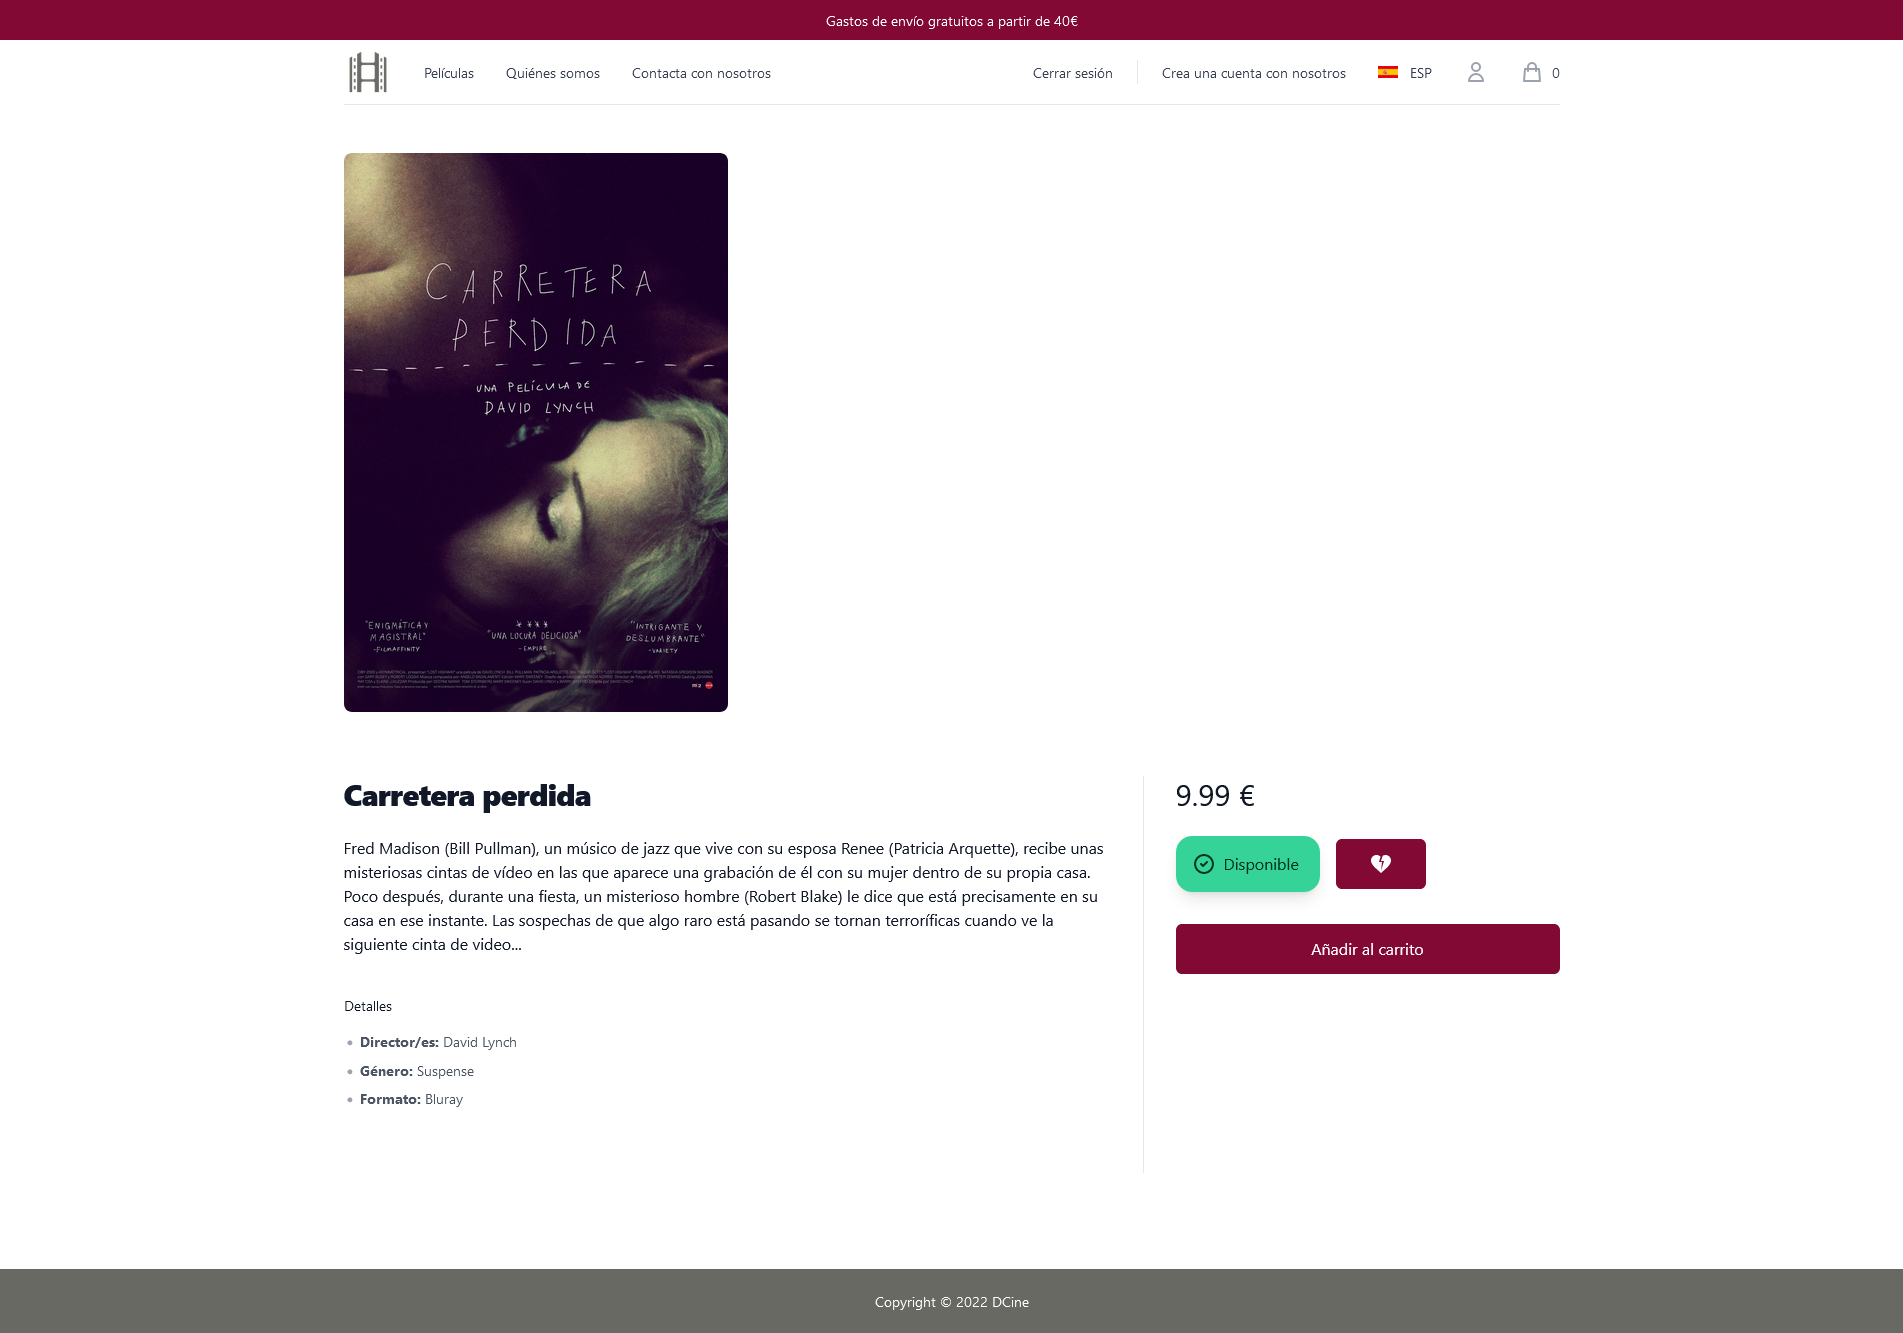 Gastos de envío gratuitos a partir de 40€
Películas
Quiénes somos
Contacta con nosotros
Cerrar sesión
Crea una cuenta con nosotros
ESP
0
CARRETERA
PERDIDA
UNA PELÍCULA DE
DAVID LYNCH
"ENIGMÁTICA Y
MAGISTRAL"
-FILMAFFINITY
"UNA LOCURA DELICIOSA"
-EMPIRE
"INTRIGANTE Y
DESLUMBRANTE"
-VARIETY
Carretera perdida
Fred Madison (Bill Pullman), un músico de jazz que vive con su esposa Renee (Patricia Arquette), recibe unas
misteriosas cintas de vídeo en las que aparece una grabación de él con su mujer dentro de su propia casa.
Poco después, durante una fiesta, un misterioso hombre (Robert Blake) le dice que está precisamente en su
casa en ese instante. Las sospechas de que algo raro está pasando se tornan terroríficas cuando ve la
siguiente cinta de video...
Detalles
• Director/es: David Lynch
• Género: Suspense
• Formato: Bluray
9.99 €
Disponible
Añadir al carrito
Copyright © 2022 DCine